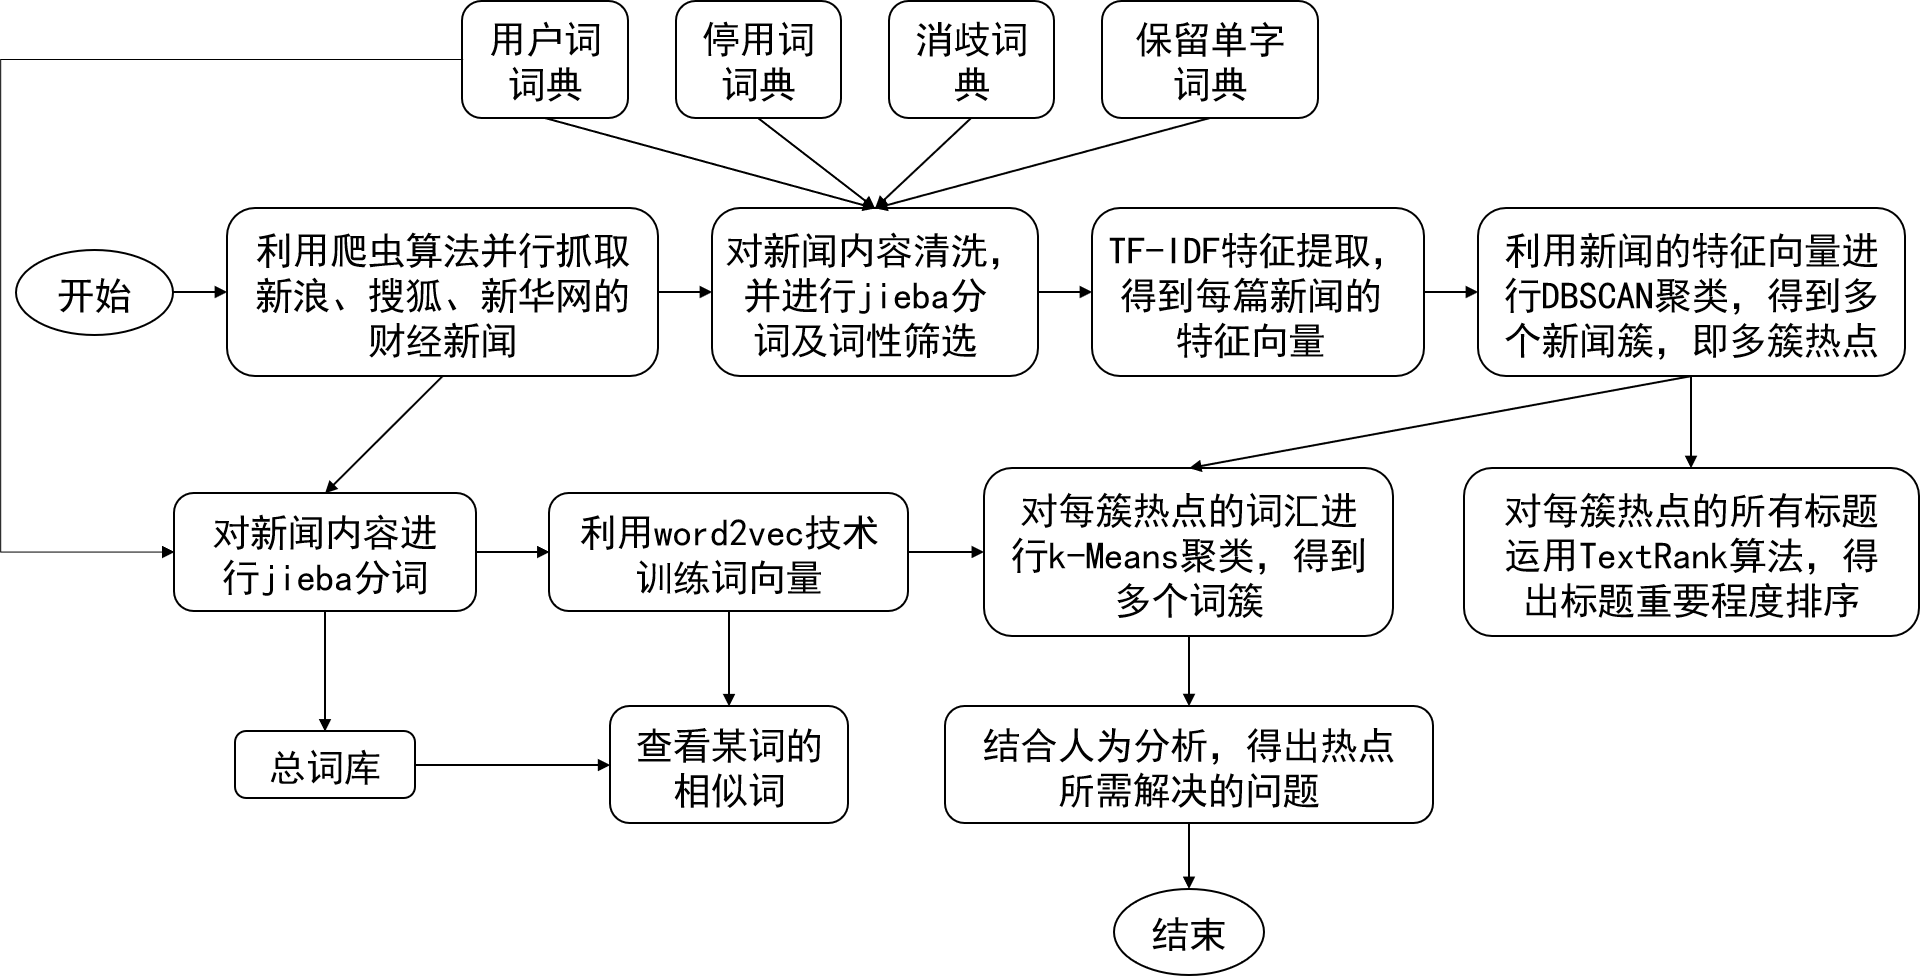 用户词
词典
停用词
词典
消歧词
典
保留单字
词典
开始
利用爬虫算法并行抓取
新浪、搜狐、新华网的
财经新闻
对新闻内容清洗，
并进行jieba分
词及词性筛选
TF-IDF特征提取，
得到每篇新闻的
特征向量
利用新闻的特征向量进
行DBSCAN聚类，得到多
个新闻簇，即多簇热点
对新闻内容进
行jieba分词
利用word2vec技术
训练词向量
对每簇热点的词汇进
行k-Means聚类，得到
多个词簇
对每簇热点的所有标题
运用TextRank算法，得
出标题重要程度排序
总词库
查看某词的
相似词
结合人为分析，得出热点
所需解决的问题
结束